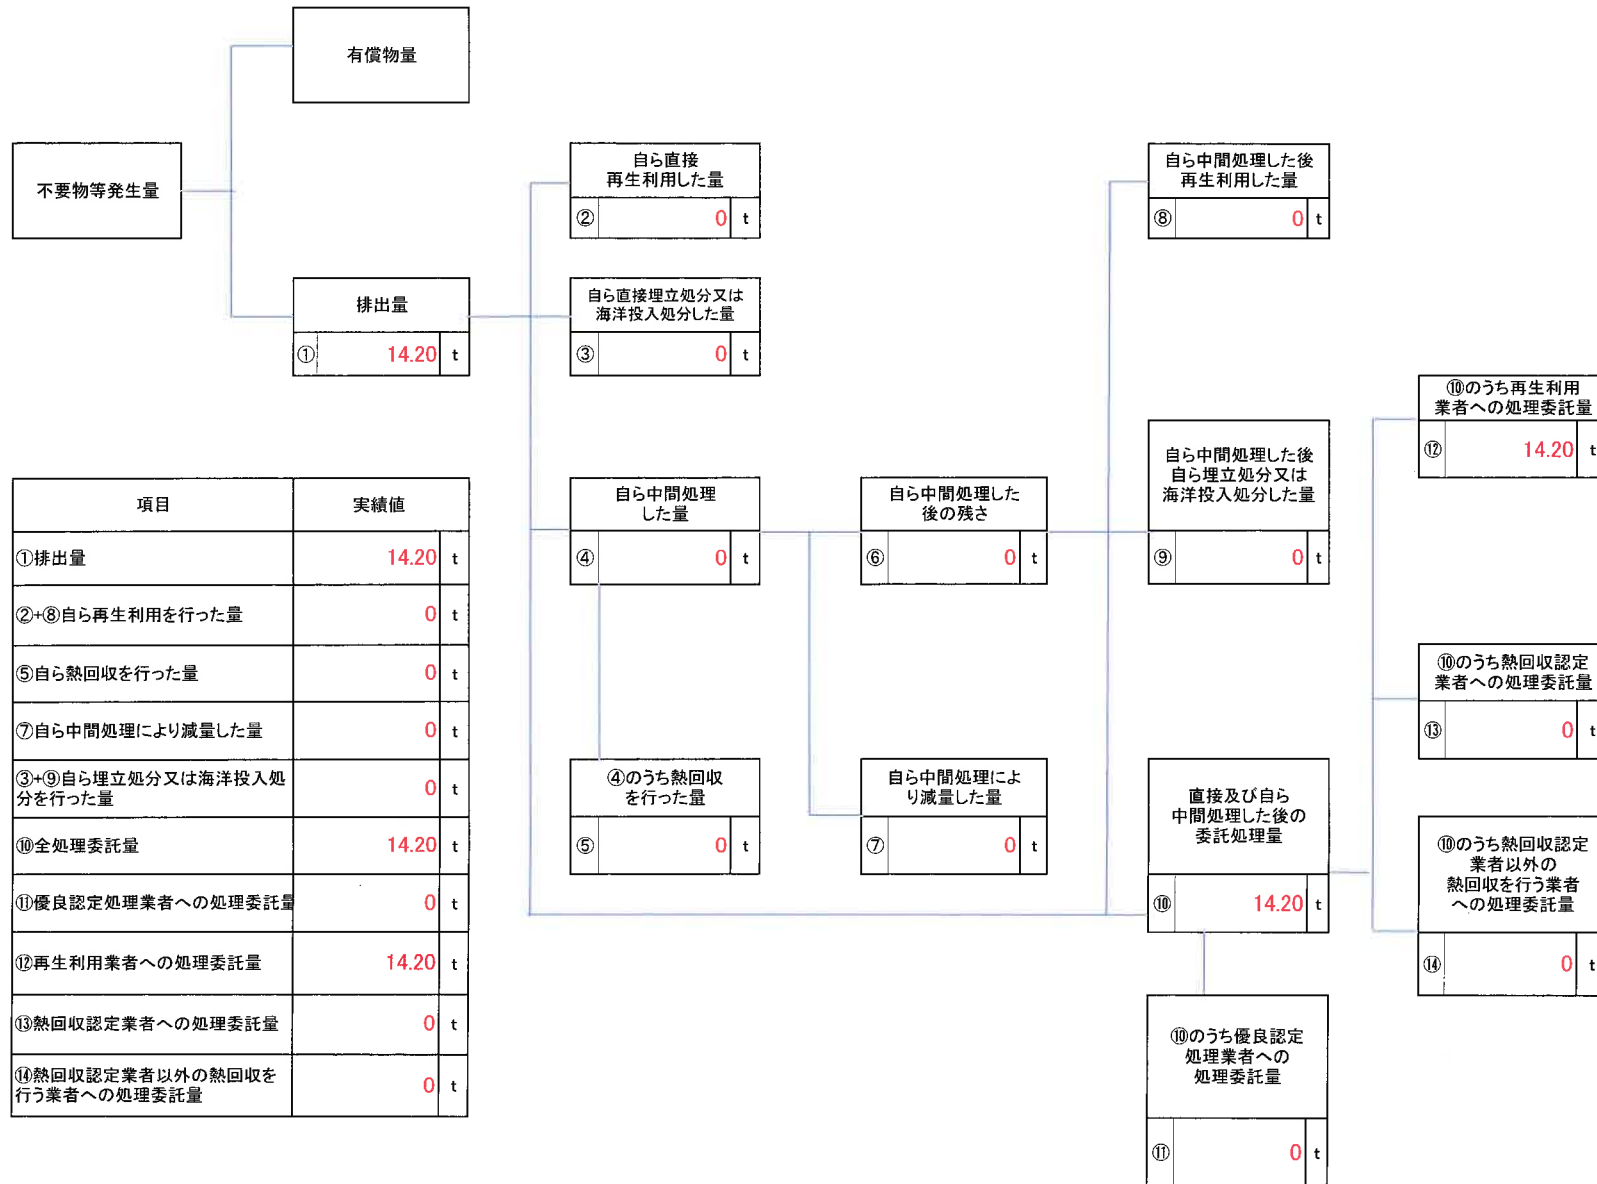 有償物量
不要物等発生量
自ら直接
再生利用した量
② 0 t
自ら中間処理した後
再生利用した量
⑧ 0 t
排出量
① 14.20 t
自ら直接埋立処分又は
海洋投入処分した量
③ 0 t
⑩のうち再生利用
業者への処理委託量
⑫ 14.20 t
自ら中間処理
した量
④ 0 t
自ら中間処理した
後の残さ
⑥ 0 t
自ら中間処理した後
自ら埋立処分又は
海洋投入処分した量
⑨ 0 t
⑩のうち熱回収認定
業者への処理委託量
⑬ 0 t
④のうち熱回収
を行った量
⑤ 0 t
自ら中間処理によ
り減量した量
⑦ 0 t
直接及び自ら
中間処理した後の
委託処理量
⑩ 14.20 t
⑩のうち熱回収認定
業者以外の
熱回収を行う業者
への処理委託量
⑭ 0 t
⑩のうち優良認定
処理業者への
処理委託量
⑪ 0 t
項目 実績値
①排出量 14.20 t
②+⑧自ら再生利用を行った量 0 t
⑤自ら熱回収を行った量 0 t
⑦自ら中間処理により減量した量 0 t
③+⑨自ら埋立処分又は海洋投入処
分を行った量 0 t
⑩全処理委託量 14.20 t
⑪優良認定処理業者への処理委託量 0 t
⑫再生利用業者への処理委託量 14.20 t
⑬熱回収認定業者への処理委託量 0 t
⑭熱回収認定業者以外の熱回収を
行う業者への処理委託量 0 t